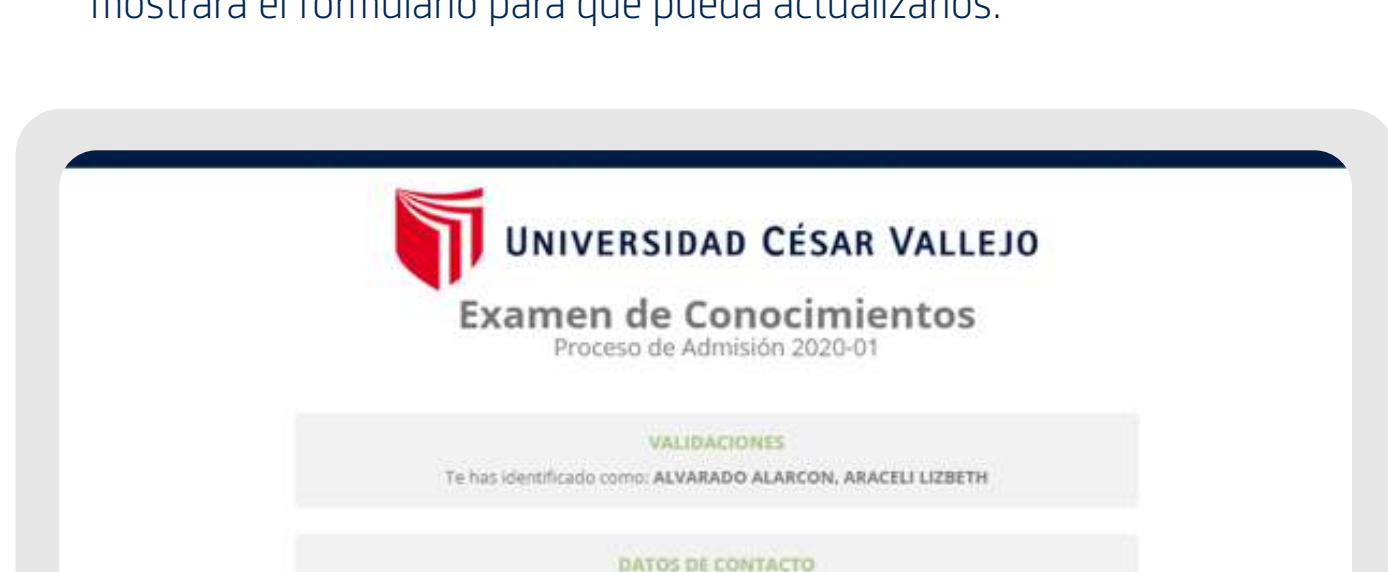 mostrará el formulario para que pueda actualizarlos.
UNIVERSIDAD CÉSAR VALLEJO
Examen de Conocimientos
Proceso de Admisión 2020-01
VALIDACIONES
Te has identificado como: ALVARADO ALARCON, ARACELI LIZBETH
DATOS DE CONTACTO